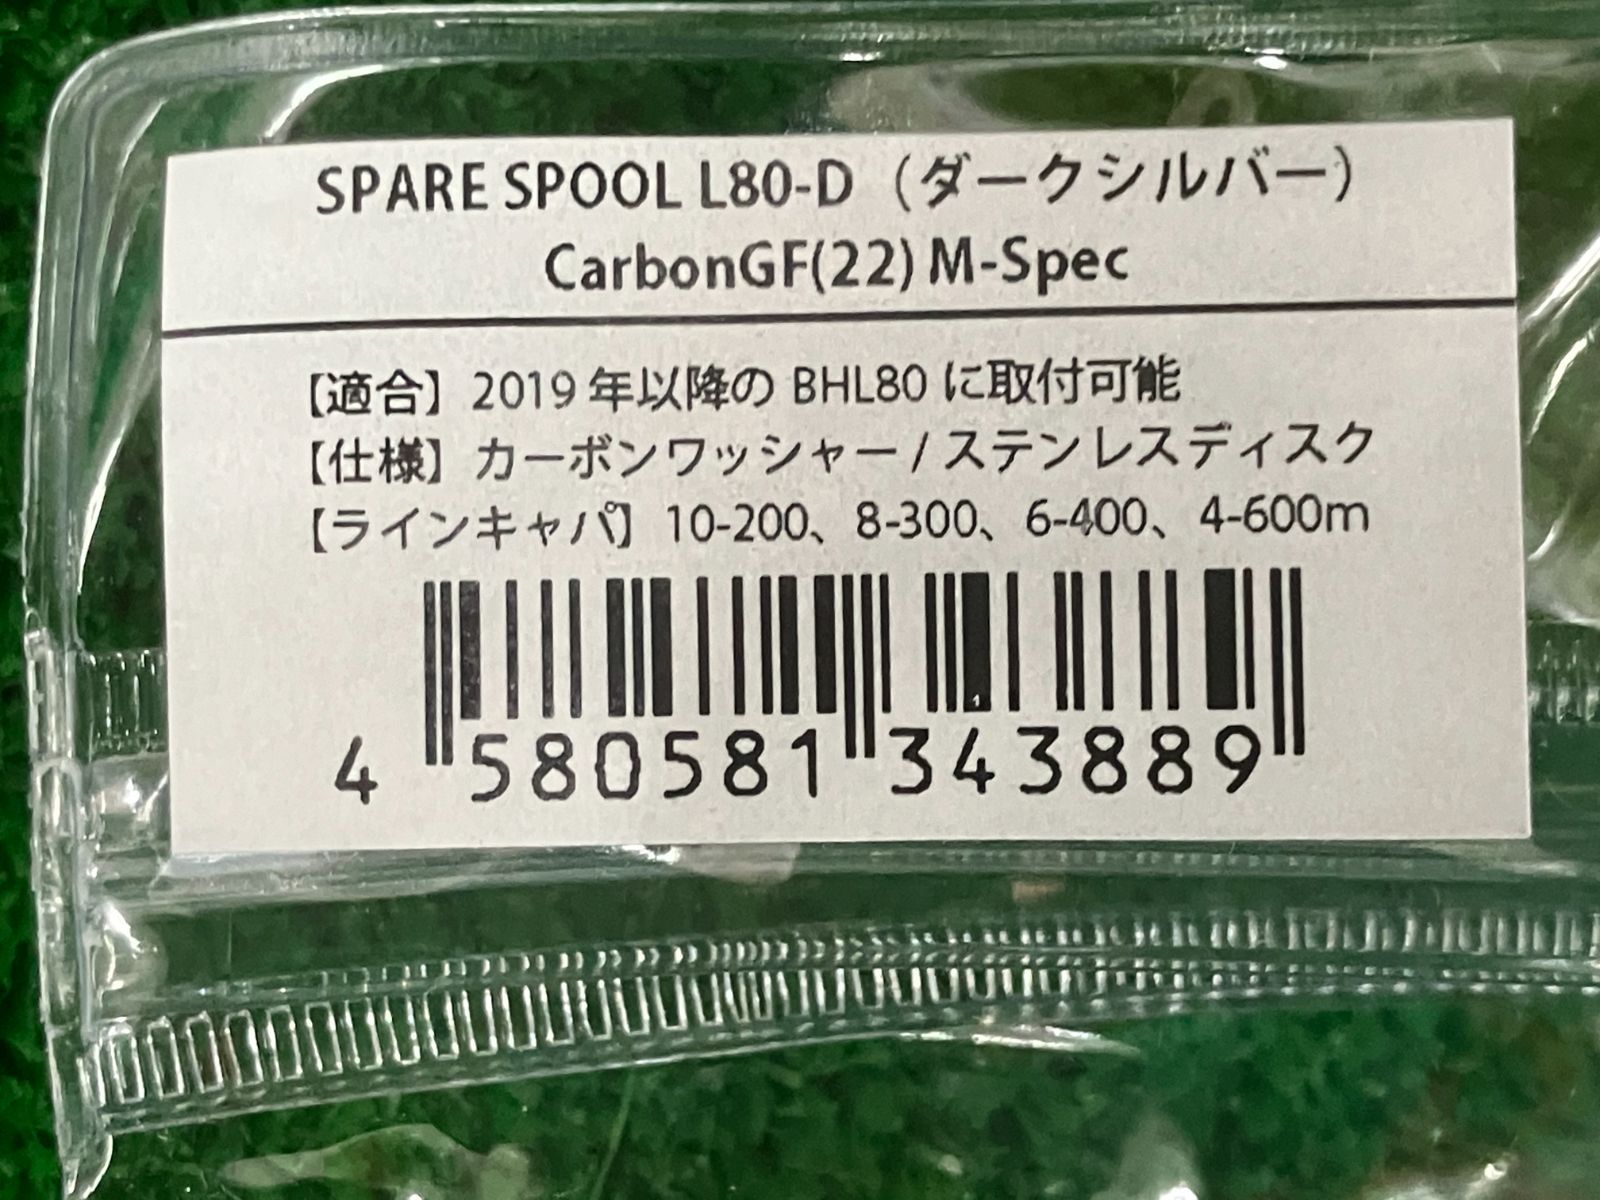 SPARE SPOOL L80-D（ダークシルバー）
CarbonGF(22) M-Spec
【適合】2019 年以降の BHL80 に取付可能
【仕様】カーボンワッシャー / ステンレスディスク
【ラインキャパ】10-200、8-300、6-400、4-600m
4 580581 343889